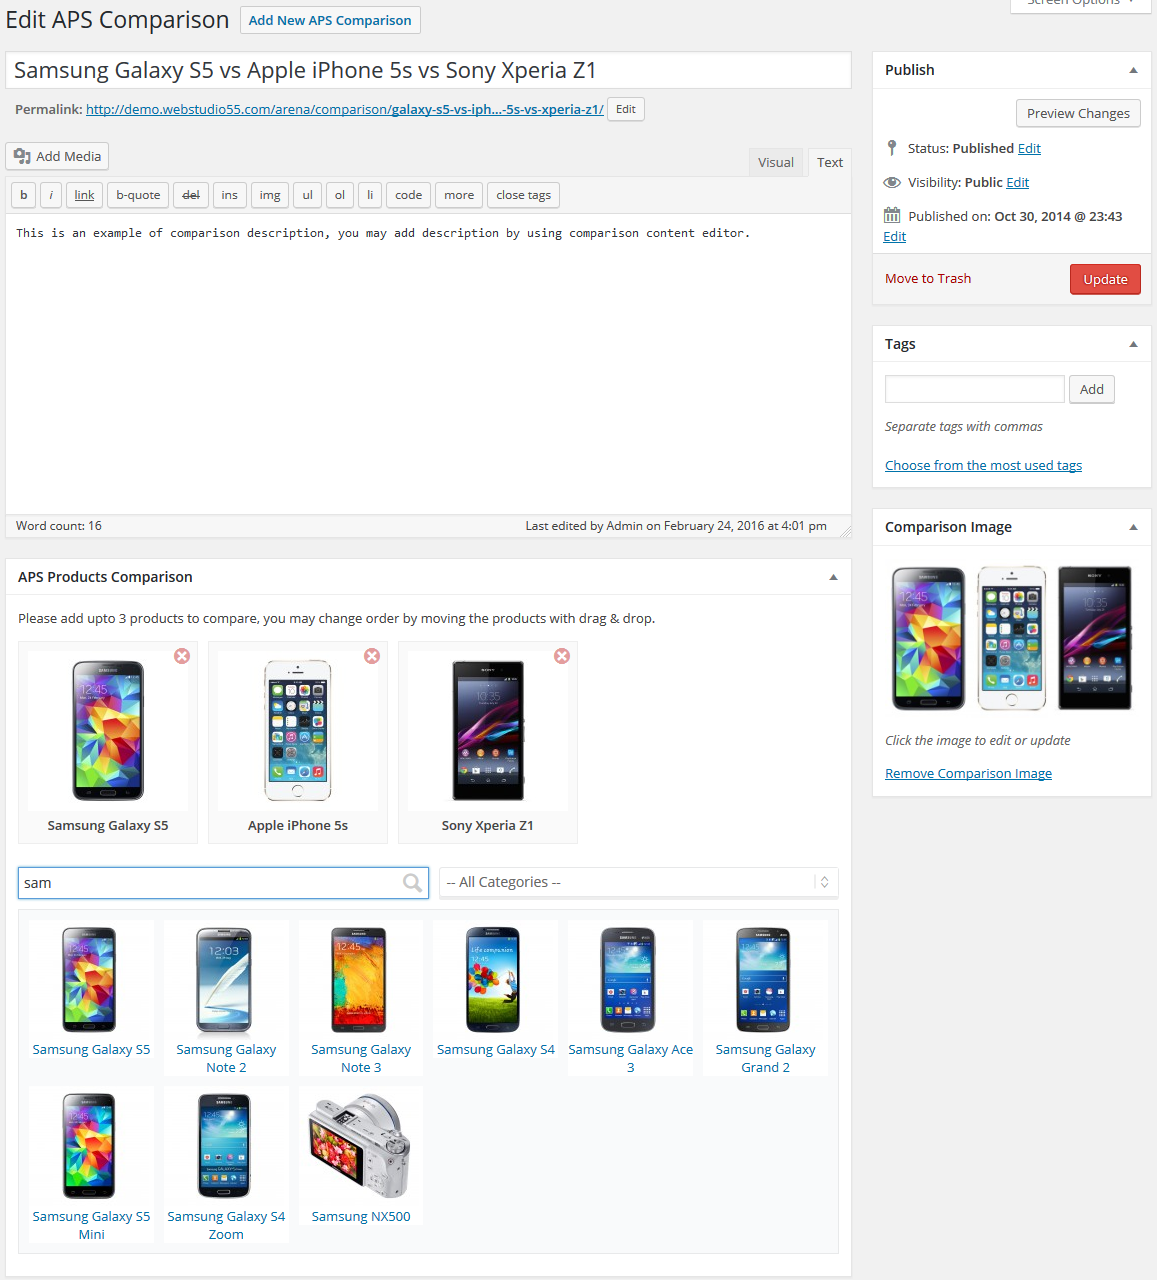 Screen Options
Edit APS Comparison
Add New APS Comparison
Samsung Galaxy S5 vs Apple iPhone 5s vs Sony Xperia Z1
Permalink: http://demo.webstudio55.com/arena/comparison/galaxy-s5-vs-iph...-5s-vs-xperia-z1/ Edit
Add Media
Visual Text
b i link b-quote del ins img ul ol li code more close tags
This is an example of comparison description, you may add description by using comparison content editor.
Word count: 16
Last edited by Admin on February 24, 2016 at 4:01 pm
APS Products Comparison
Please add upto 3 products to compare, you may change order by moving the products with drag & drop.
Samsung Galaxy S5
Apple iPhone 5s
Sony Xperia Z1
sam
-- All Categories --
Samsung Galaxy S5
Samsung Galaxy
Note 2
Samsung Galaxy
Note 3
Samsung Galaxy S4
Samsung Galaxy Ace
3
Samsung Galaxy
Grand 2
Samsung Galaxy S5
Mini
Samsung Galaxy S4
Zoom
Samsung NX500
Publish
Preview Changes
Status: Published Edit
Visibility: Public Edit
Published on: Oct 30, 2014 @ 23:43
Edit
Move to Trash
Update
Tags
Add
Separate tags with commas
Choose from the most used tags
Comparison Image
Click the image to edit or update
Remove Comparison Image